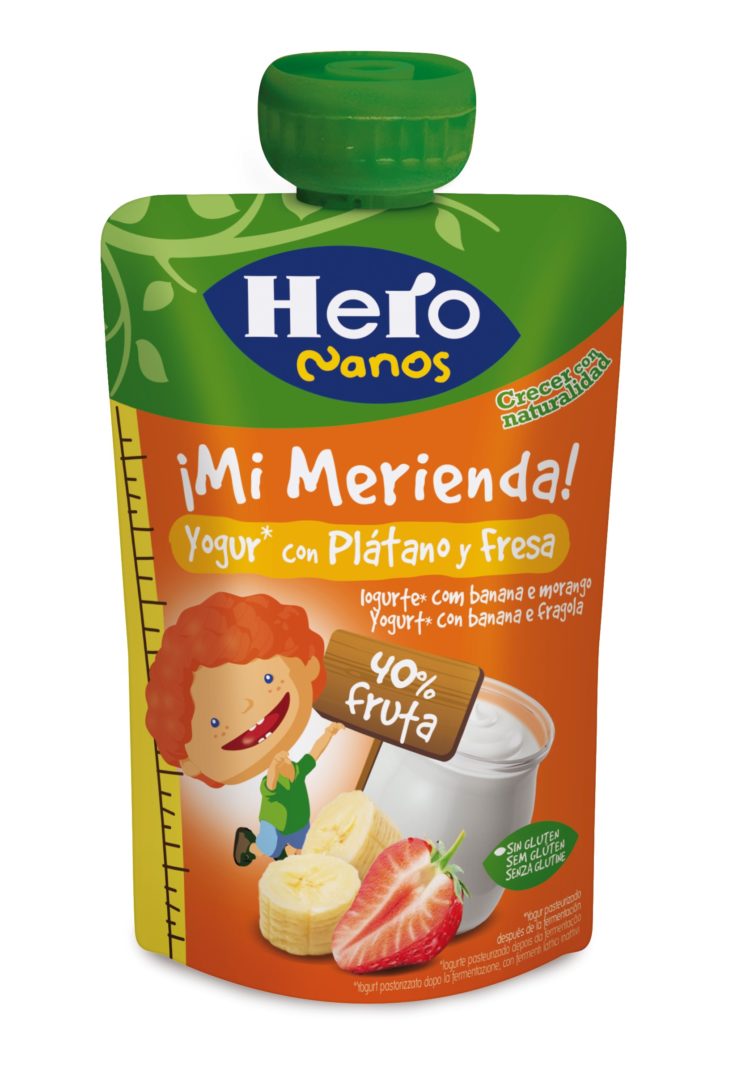 Hero
Nanos
Crecer con
naturalidad
¡Mi Merienda!
Yogur* con Plátano y Fresa
Iogurte* com banana e morango
Yogurt* con banana e fragola
40%
fruta
SIN GLUTEN
SEM GLÚTEN
SENZA GLUTINE
*Yogur pasteurizado
después de la fermentación
*Iogurte pasteurizado depois da fermentação
*Yogurt pastorizzato dopo la fermentazione, con fermenti lattici inattivi